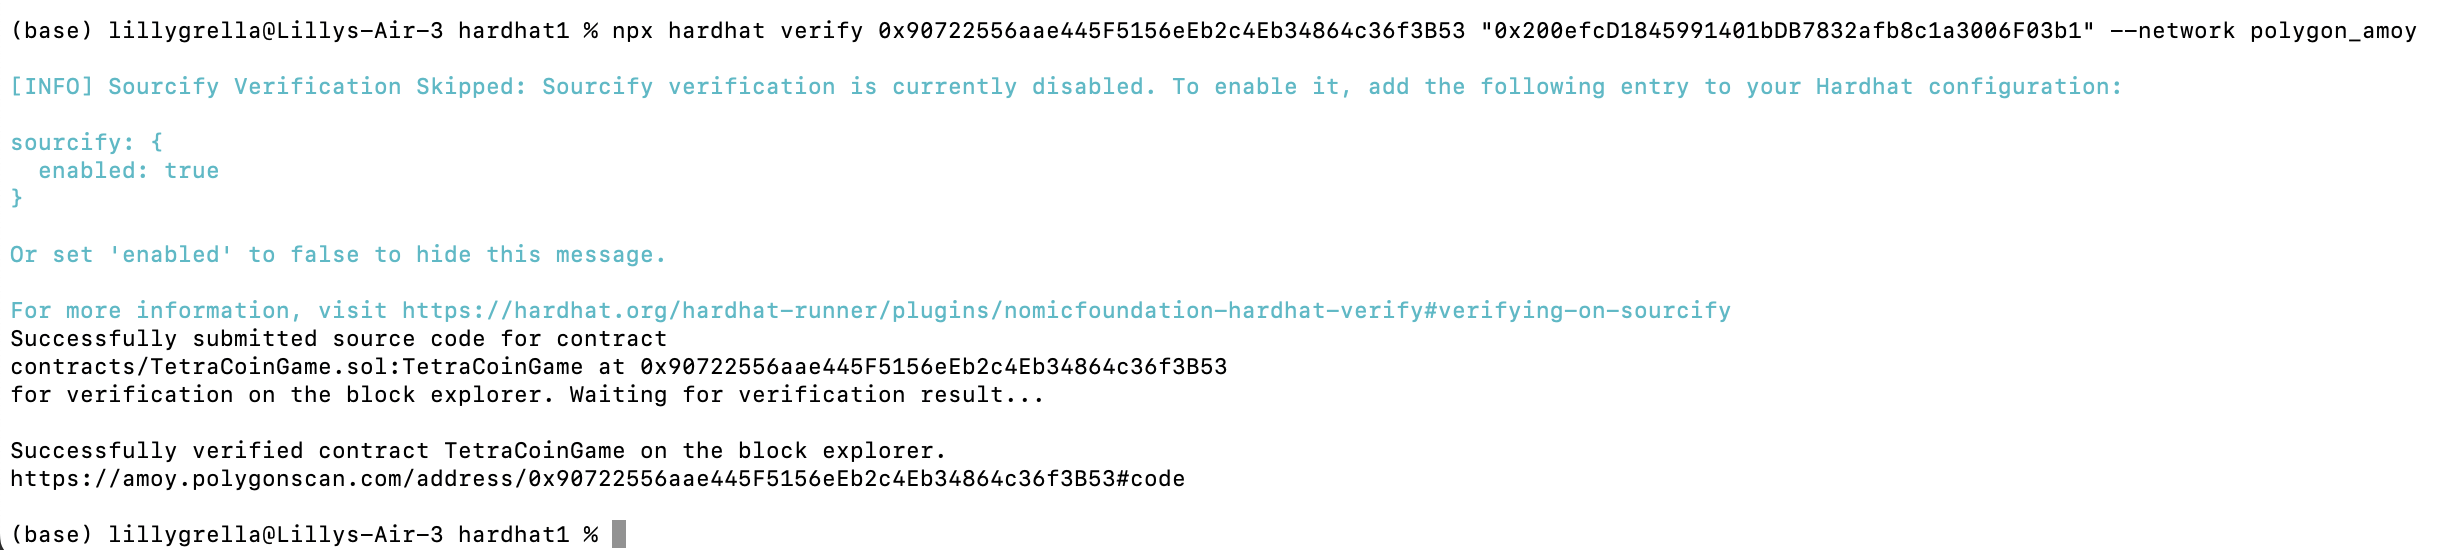 (base) lillygrella@Lillys-Air-3 hardhat1 % npx hardhat verify 0x90722556aae445F5156eEb2c4Eb34864c36f3B53 "0x200efcD1845991401bDB7832afb8c1a3006F03b1" --network polygon_amoy
[INFO] Sourcify Verification Skipped: Sourcify verification is currently disabled. To enable it, add the following entry to your Hardhat configuration:
sourcify: {
  enabled: true
}
Or set 'enabled' to false to hide this message.
For more information, visit https://hardhat.org/hardhat-runner/plugins/nomicfoundation-hardhat-verify#verifying-on-sourcify
Successfully submitted source code for contract
contracts/TetraCoinGame.sol:TetraCoinGame at 0x90722556aae445F5156eEb2c4Eb34864c36f3B53
for verification on the block explorer. Waiting for verification result...
Successfully verified contract TetraCoinGame on the block explorer.
https://amoy.polygonscan.com/address/0x90722556aae445F5156eEb2c4Eb34864c36f3B53#code
(base) lillygrella@Lillys-Air-3 hardhat1 %